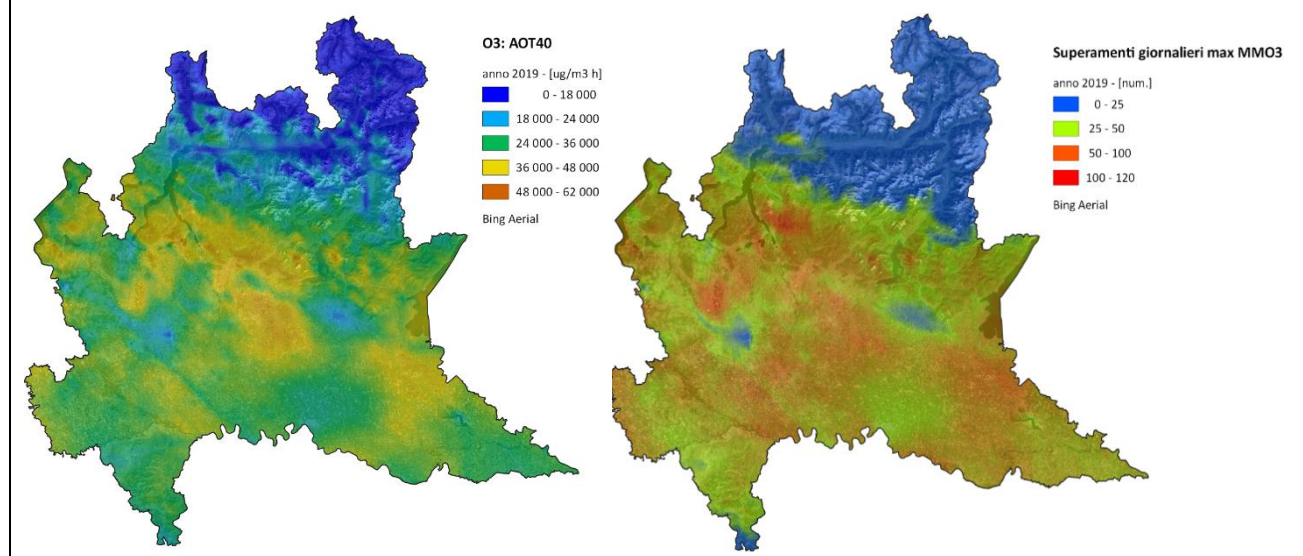 O3: AOT40
anno 2019 - [ug/m3 h]
0 - 18 000
18 000 - 24 000
24 000 - 36 000
36 000 - 48 000
48 000 - 62 000
Bing Aerial
Superamenti giornalieri max MMO3
anno 2019 - [num.]
0 - 25
25 - 50
50 - 100
100 - 120
Bing Aerial